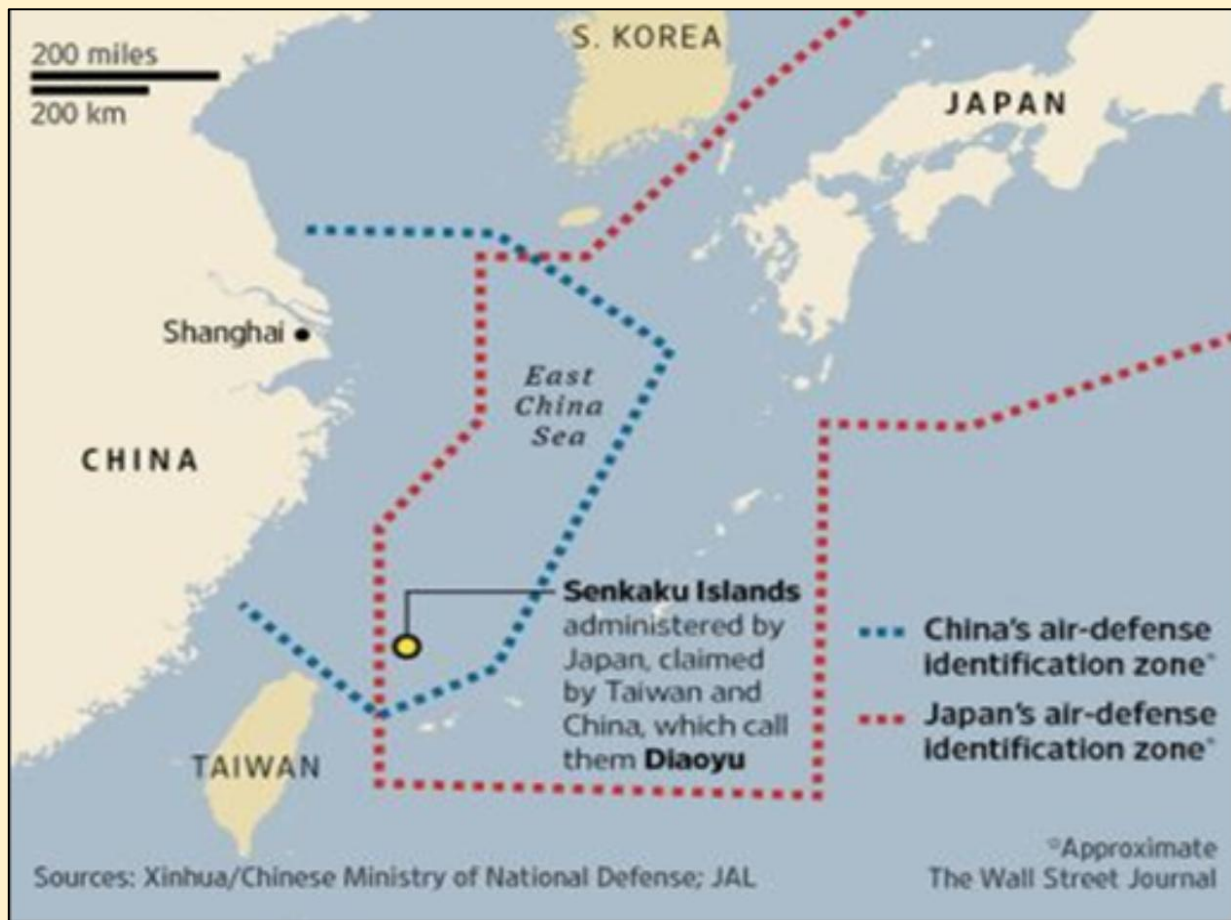 200 miles
200 km
S. KOREA
JAPAN
Shanghai
East
China
Sea
CHINA
Senkaku Islands
administered by
Japan, claimed
by Taiwan and
China, which call
them Diaoyu
China's air-defense
identification zone*
Japan's air-defense
identification zone*
TAIWAN
*Approximate
Sources: Xinhua/Chinese Ministry of National Defense; JAL
The Wall Street Journal